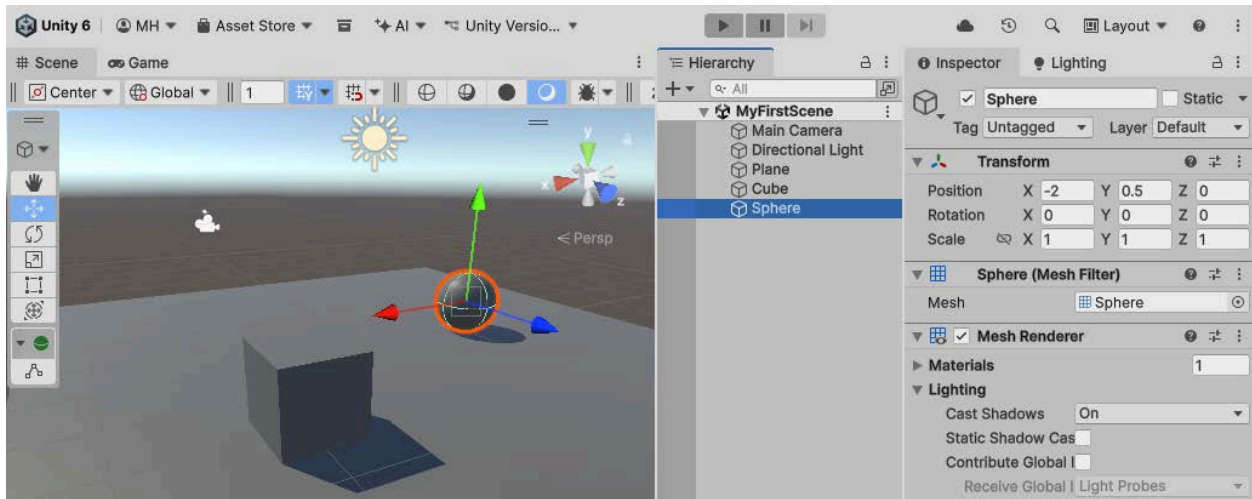 Unity 6 MH Asset Store AI Unity Versio...
Layout
Scene Game
Center Global 1
y
x
z
Persp
Hierarchy
All
MyFirstScene
Main Camera
Directional Light
Plane
Cube
Sphere
Inspector Lighting
Sphere Static
Tag Untagged Layer Default
Transform
Position X -2 Y 0.5 Z 0
Rotation X 0 Y 0 Z 0
Scale X 1 Y 1 Z 1
Sphere (Mesh Filter)
Mesh Sphere
Mesh Renderer
Materials 1
Lighting
Cast Shadows On
Static Shadow Cas
Contribute Global I
Receive Global I Light Probes